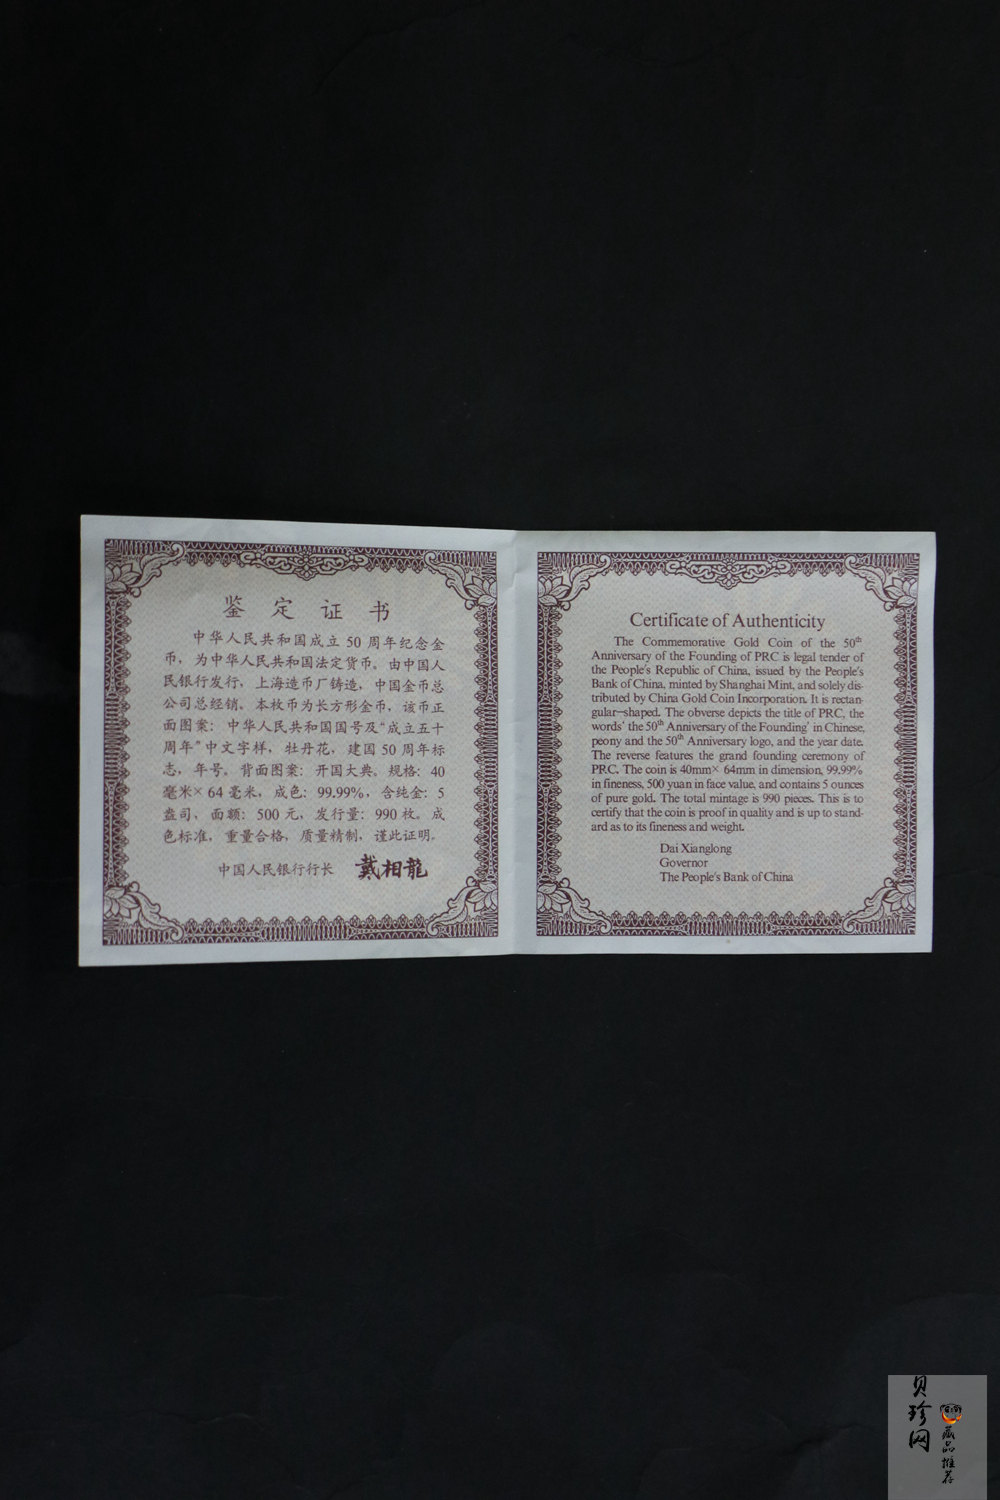 鉴定证书
中华人民共和国成立50周年纪念金
币，为中华人民共和国法定货币。由中国人
民银行发行，上海造币厂铸造，中国金币总
公司总经销。本枚币为长方形金币，该币正
面图案：中华人民共和国国号及“成立五十
周年”中文字样，牡丹花，建国50周年标
志，年号。背面图案：开国大典。规格：40
毫米×64毫米，成色：99.99%，含纯金：5
盎司，面额：500元，发行量：990枚。成
色标准，重量合格，质量精制，谨此证明。
中国人民银行行长 戴相龍
Certificate of Authenticity
The Commemorative Gold Coin of the 50th
Anniversary of the Founding of PRC is legal tender of
the People's Republic of China, issued by the People's
Bank of China, minted by Shanghai Mint, and solely dis-
tributed by China Gold Coin Incorporation. It is rectan-
gular-shaped. The obverse depicts the title of PRC, the
words' the 50th Anniversary of the Founding' in Chinese,
peony and the 50th Anniversary logo, and the year date.
The reverse features the grand founding ceremony of
PRC. The coin is 40mm× 64mm in dimension, 99.99%
in fineness, 500 yuan in face value, and contains 5 ounces
of pure gold. The total mintage is 990 pieces. This is to
certify that the coin is proof in quality and is up to stand-
ard as to its fineness and weight.
Dai Xianglong
Governor
The People's Bank of China
贝珍网
藏品推荐